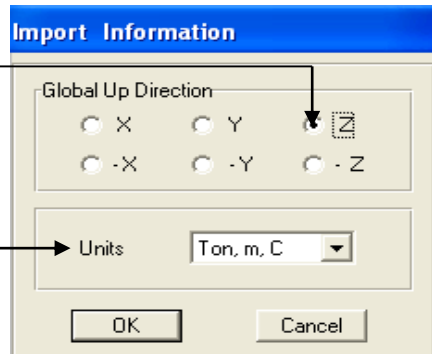 Import Information
Global Up Direction
X Y Z
-X -Y - Z
Units Ton, m, C
OK Cancel